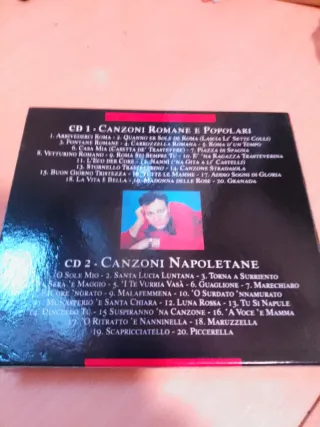 CD 1 - CANZONI ROMANE E POPOLARI
1. ARRIVEDERCI ROMA - 2. QUANNO ER SOLE DE ROMA (LASCIA LI' SETTE COLLI)
3. FONTANE ROMANE - 4. CARROZZELLA ROMANA - 5. ROMA D'UN TEMPO
6. CASA MIA (CASETTA DE' TRASTEVERE) - 7. PIAZZA DI SPAGNA
8. VETTURINO ROMANO - 9. ROMA SEI SEMPRE TU - 10. E' 'NA RAGAZZA TRASTEVERINA
11. L'ECO DER CORE - 12. NANNI' ('NA GITA A LI' CASTELLI)
13. STORNELLO TRASTEVERINO - 14. CANZONE STRADAIOLA
15. BUON GIORNO TRISTEZZA - 16. TUTTE LE MAMME - 17. ADDIO SOGNI DI GLORIA
18. LA VITA È BELLA - 19. MADONNA DELLE ROSE - 20. GRANADA
CD 2 - CANZONI NAPOLETANE
'O SOLE MIO - 2. SANTA LUCIA LUNTANA - 3. TORNA A SURRIENTO
SERA 'E MAGGIO - 5. 'I TE VURRIA VASÀ - 6. GUAGLIONE - 7. MARECHIARO
CORE 'NGRATO - 9. MALAFEMMENA - 10. 'O SURDATO 'NNAMURATO
MUNASTERIO 'E SANTA CHIARA - 12. LUNA ROSSA - 13. TU SI NAPULE
14. DINCELLO TU - 15 SUSPIRANNO 'NA CANZONE - 16. 'A VOCE 'E MAMMA
17. 'O RITRATTO 'E NANNINELLA - 18. MARUZZELLA
19. SCAPRICCIATIELLO - 20. PICCERELLA